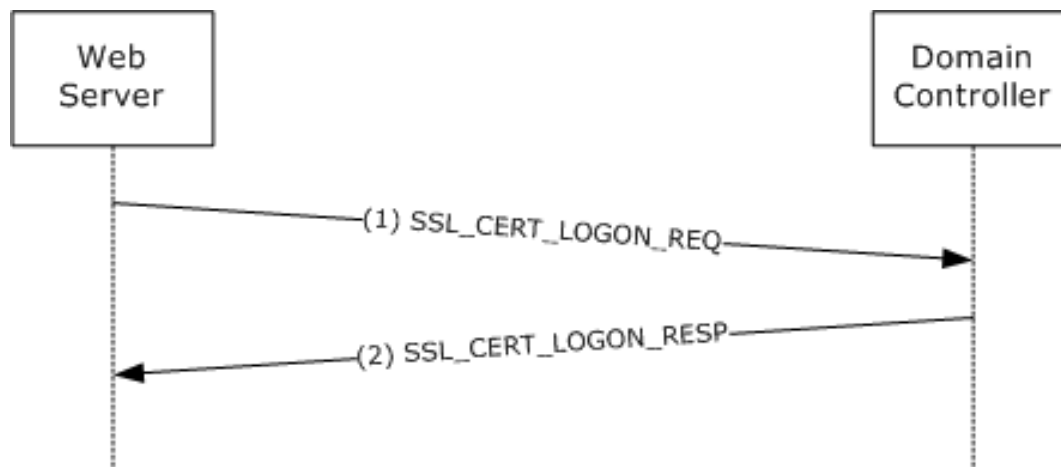 Web
Server
Domain
Controller
(1) SSL_CERT_LOGON_REQ
(2) SSL_CERT_LOGON_RESP